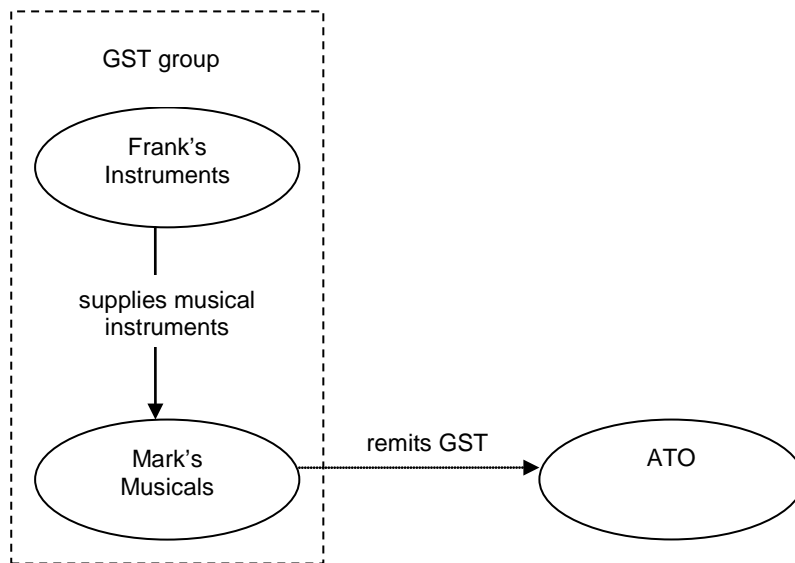 GST group
Frank’s
Instruments
supplies musical
instruments
Mark’s
Musicals
remits GST
ATO